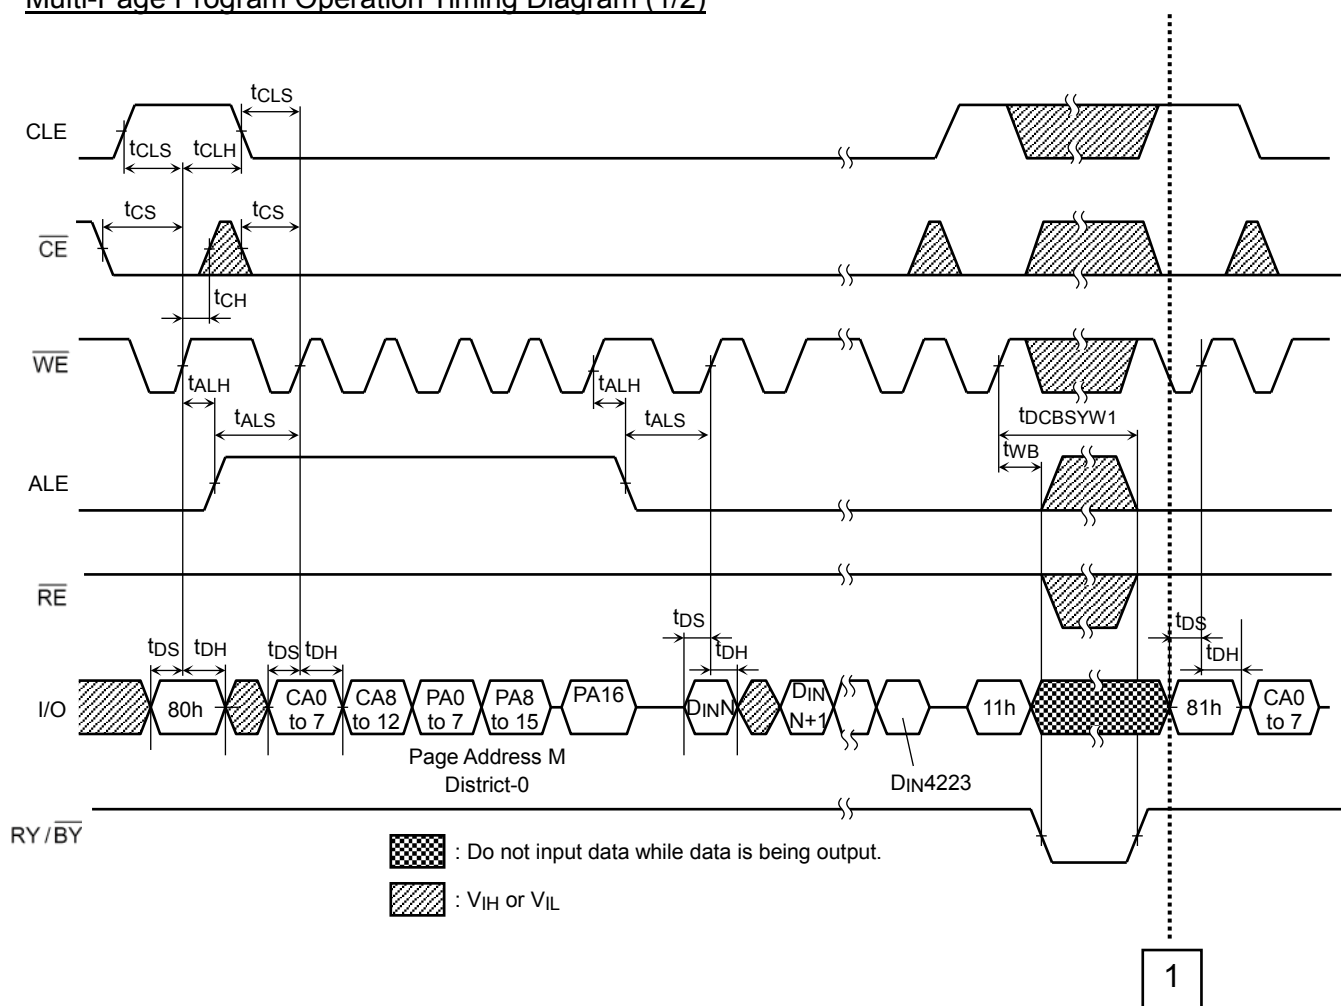 Multi-Page Program Operation Timing Diagram (1/2)
tCLS
CLE
tCLS tCLH
tCS tCS
CE
tCH
WE
tALH tALH
tALS tALS
tDCBSYW1
tWB
ALE
RE
tDS tDH tDS tDH tDS tDH tDS tDH
I/O
80h
CA0 to 7
CA8 to 12
PA0 to 7
PA8 to 15
PA16
DINN
DIN N+1
11h
81h
CA0 to 7
Page Address M
District-0
DIN4223
RY/BY
: Do not input data while data is being output.
: VIH or VIL
1